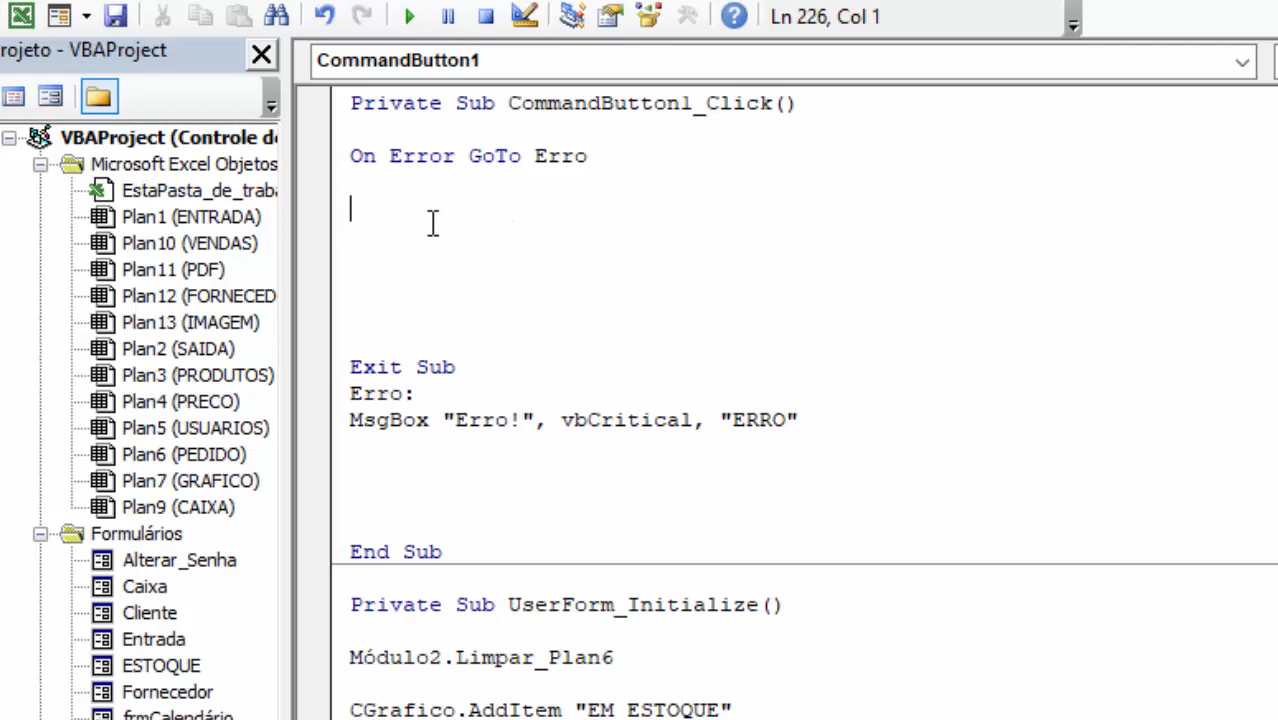 Ln 226, Col 1
rojeto - VBAProject
CommandButton1
VBAProject (Controle de
Microsoft Excel Objetos
EstaPasta_de_traba
Plan1 (ENTRADA)
Plan10 (VENDAS)
Plan11 (PDF)
Plan12 (FORNECED
Plan13 (IMAGEM)
Plan2 (SAIDA)
Plan3 (PRODUTOS)
Plan4 (PRECO)
Plan5 (USUARIOS)
Plan6 (PEDIDO)
Plan7 (GRAFICO)
Plan9 (CAIXA)
Formulários
Alterar_Senha
Caixa
Cliente
Entrada
ESTOQUE
Fornecedor
frmCalendário
Private Sub CommandButton1_Click()
On Error GoTo Erro
Exit Sub
Erro:
MsgBox "Erro!", vbCritical, "ERRO"
End Sub
Private Sub UserForm_Initialize()
Módulo2.Limpar_Plan6
CGrafico.AddItem "EM ESTOQUE"